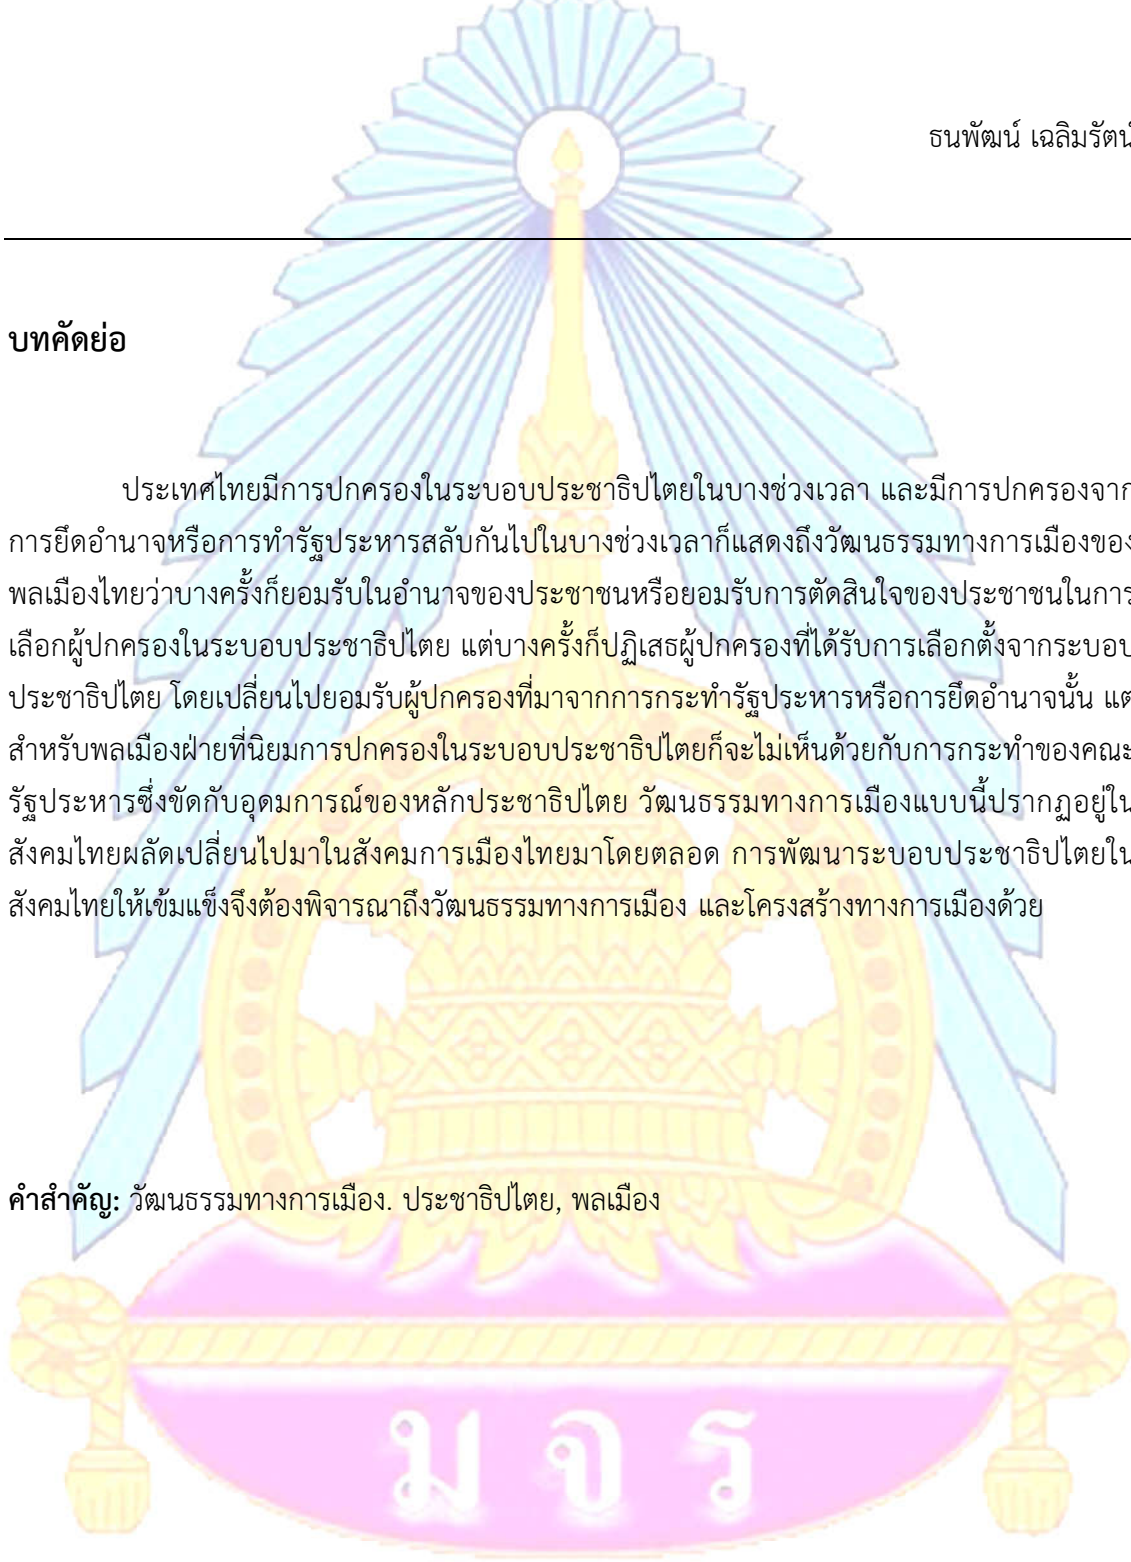 ธนพัฒน์ เฉลิมรัตน์
บทคัดย่อ
ประเทศไทยมีการปกครองในระบอบประชาธิปไตยในบางช่วงเวลา และมีการปกครองจาก
การยึดอำนาจหรือการทำรัฐประหารสลับกันไปในบางช่วงเวลาก็แสดงถึงวัฒนธรรมทางการเมืองของ
พลเมืองไทยว่าบางครั้งก็ยอมรับในอำนาจของประชาชนหรือยอมรับการตัดสินใจของประชาชนในการ
เลือกผู้ปกครองในระบอบประชาธิปไตย แต่บางครั้งก็ปฏิเสธผู้ปกครองที่ได้รับการเลือกตั้งจากระบอบ
ประชาธิปไตย โดยเปลี่ยนไปยอมรับผู้ปกครองที่มาจากการกระทำรัฐประหารหรือการยึดอำนาจนั้น แต
สำหรับพลเมืองฝ่ายที่นิยมการปกครองในระบอบประชาธิปไตยก็จะไม่เห็นด้วยกับการกระทำของคณะ
รัฐประหารซึ่งขัดกับอุดมการณ์ของหลักประชาธิปไตย วัฒนธรรมทางการเมืองแบบนี้ปรากฏอยู่ใน
สังคมไทยผลัดเปลี่ยนไปมาในสังคมการเมืองไทยมาโดยตลอด การพัฒนาระบอบประชาธิปไตยใน
สังคมไทยให้เข้มแข็งจึงต้องพิจารณาถึงวัฒนธรรมทางการเมือง และโครงสร้างทางการเมืองด้วย
คำสำคัญ: วัฒนธรรมทางการเมือง. ประชาธิปไตย, พลเมือง
ม จ ร